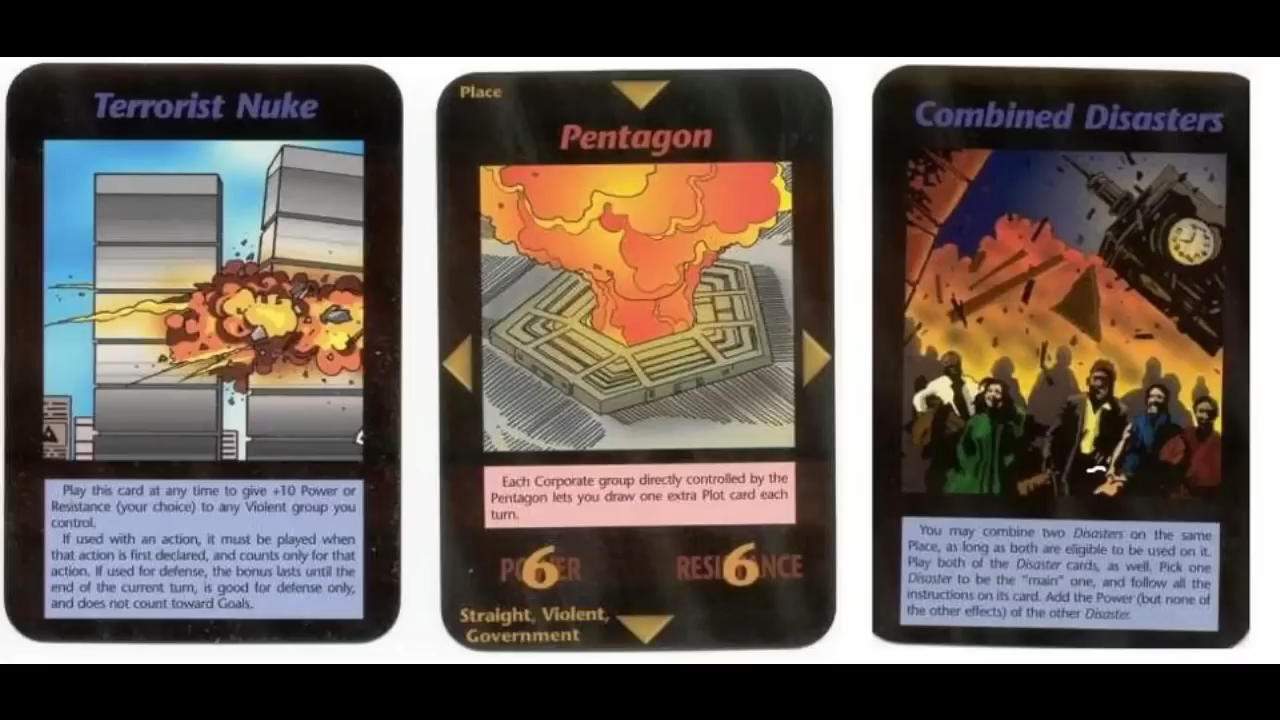 Terrorist Nuke
Play this card at any time to give +10 Power or
Resistance (your choice) to any Violent group you
control.
If used with an action, it must be played when
that action is first declared, and counts only for that
action. If used for defense, the bonus lasts until the
end of the current turn, is good for defense only,
and does not count toward Goals.
Place
Pentagon
Each Corporate group directly controlled by the
Pentagon lets you draw one extra Plot card each
turn.
POWER 6
RESISTANCE 6
Straight, Violent,
Government
Combined Disasters
You may combine two Disasters on the same
Place, as long as both are eligible to be used on it.
Play both of the Disaster cards, as well. Pick one
Disaster to be the "main" one, and follow all the
instructions on its card. Add the Power (but none of
the other effects) of the other Disaster.